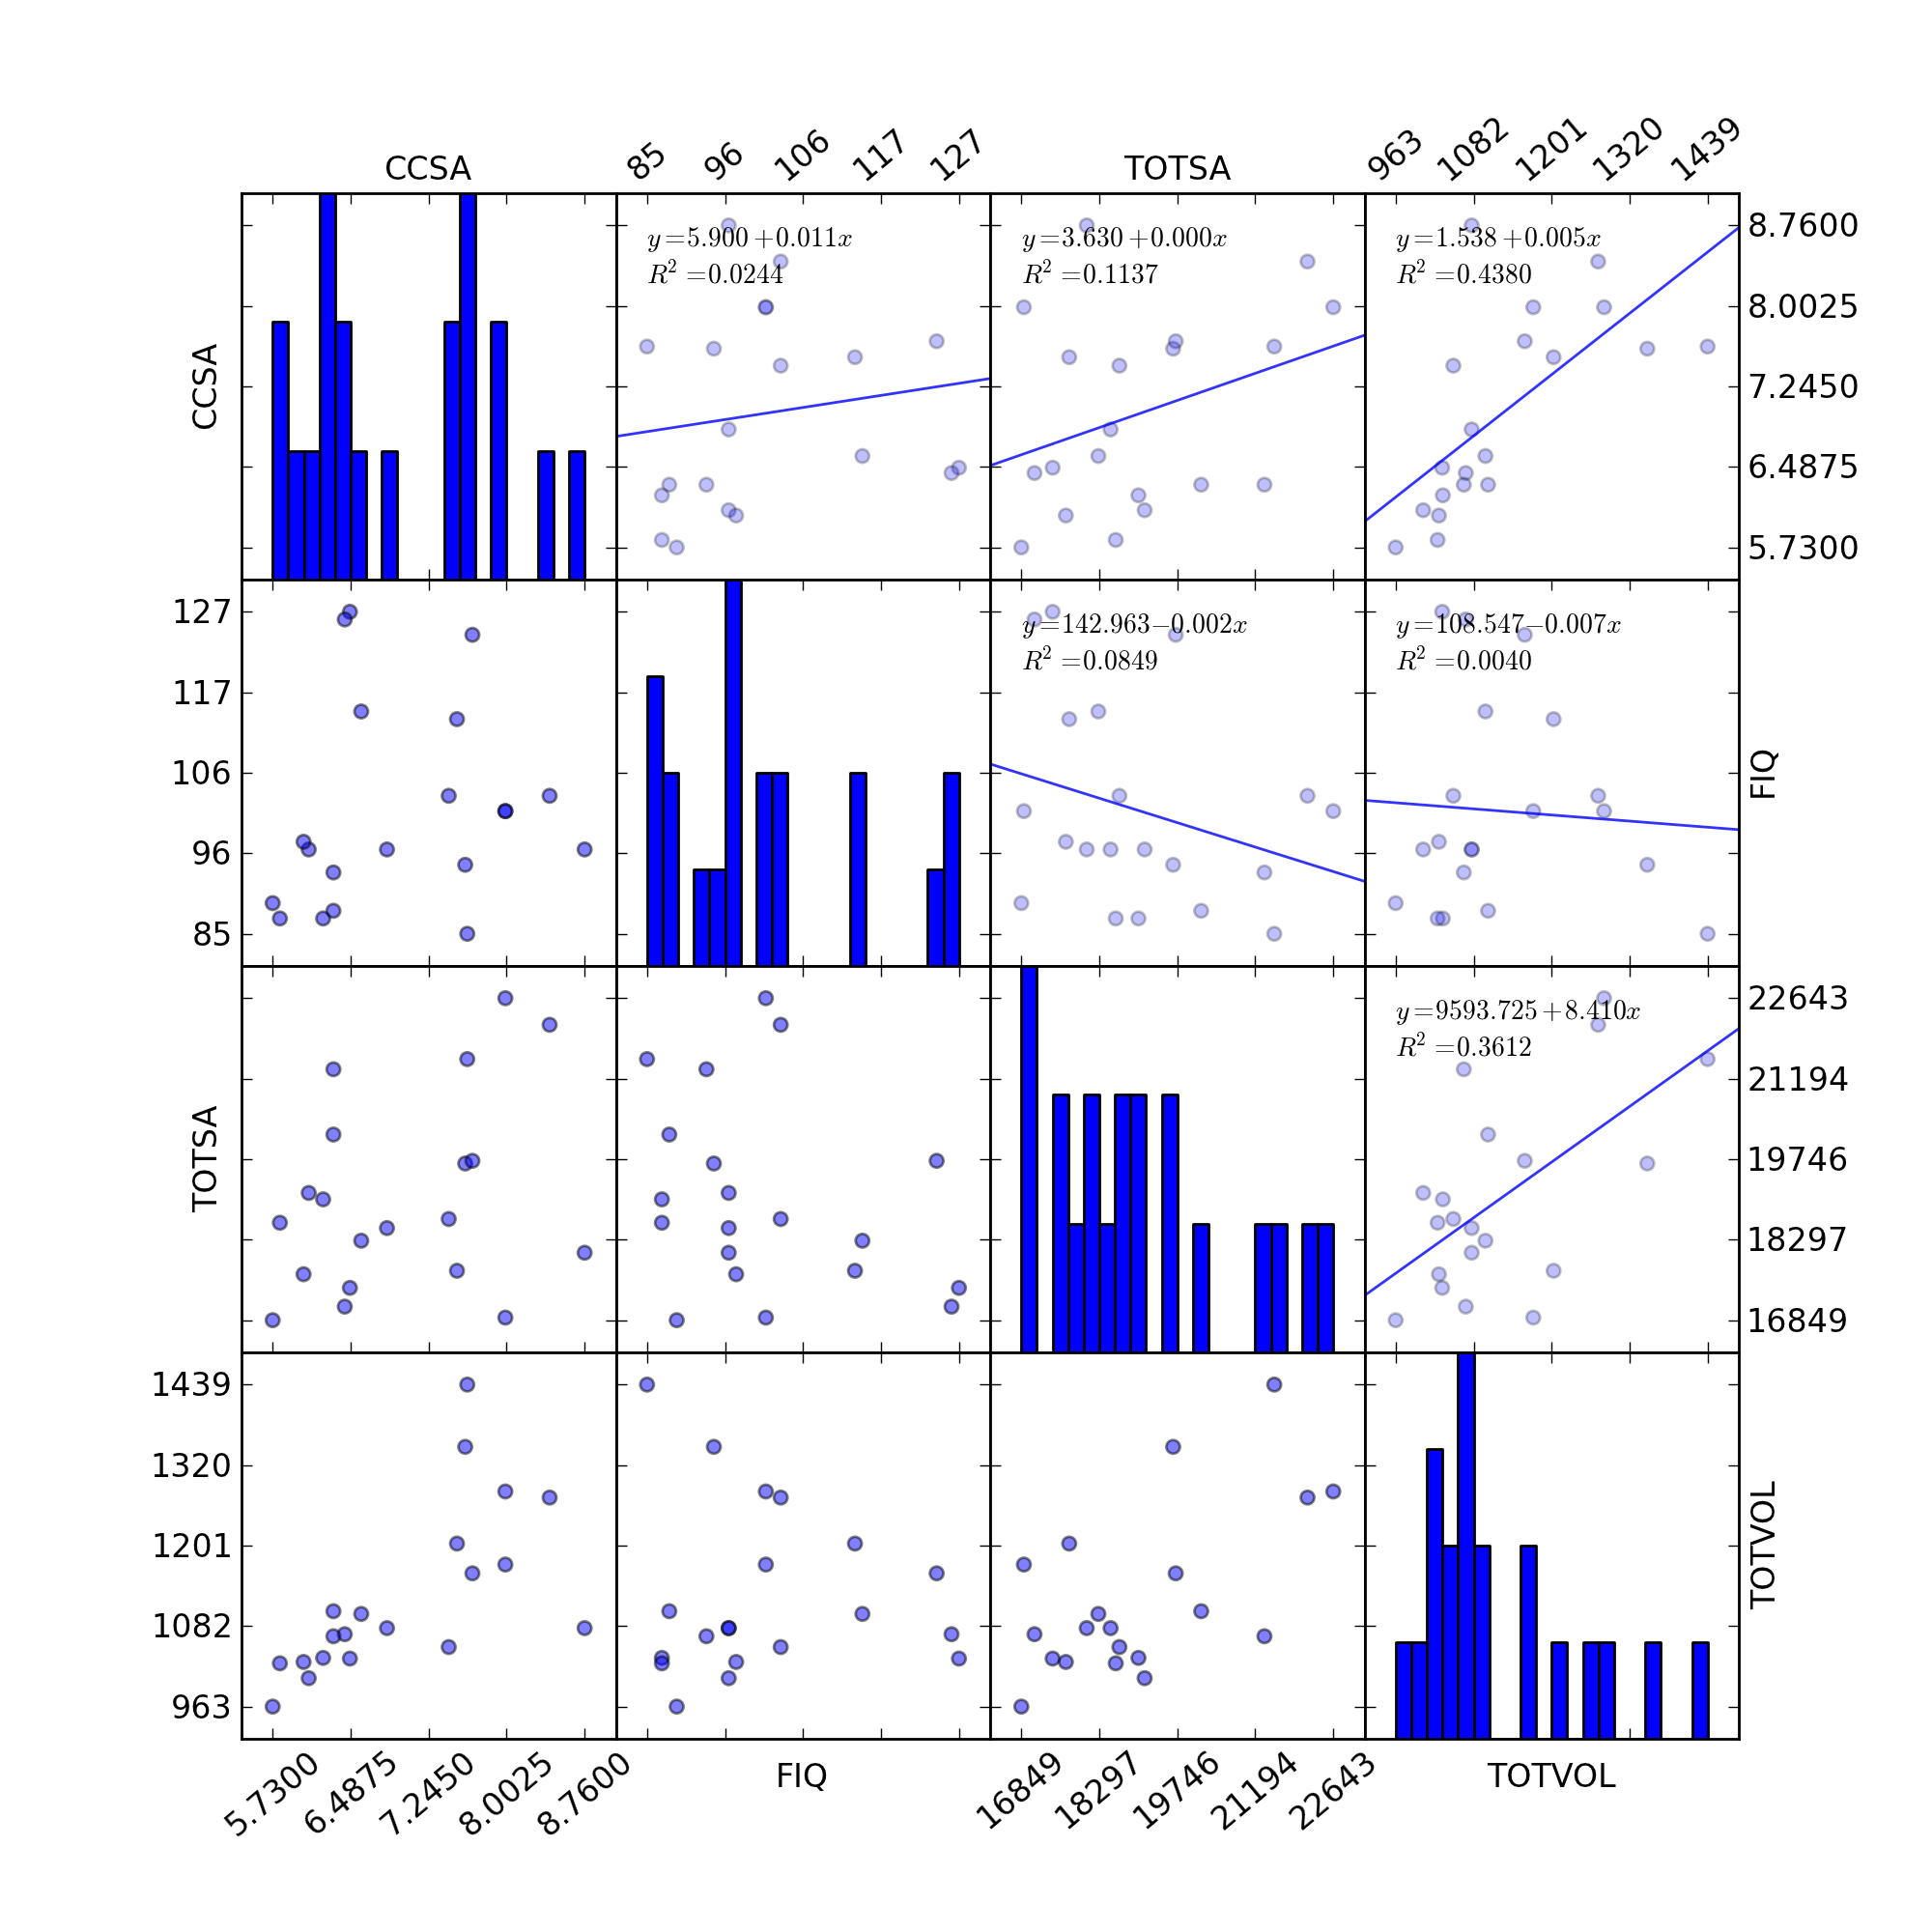 CCSA
85
96
106
117
127
TOTSA
963
1082
1201
1320
1439
CCSA
y=5.900+0.011x
R² =0.0244
y=3.630+0.000x
R² =0.1137
y=1.538+0.005x
R² =0.4380
8.7600
8.0025
7.2450
6.4875
5.7300
127
117
106
96
85
y=142.963−0.002x
R² =0.0849
y=108.547−0.007x
R² =0.0040
FIQ
TOTSA
y=9593.725+8.410x
R² =0.3612
22643
21194
19746
18297
16849
1439
1320
1201
1082
963
TOTVOL
5.7300
6.4875
7.2450
8.0025
8.7600
FIQ
16849
18297
19746
21194
22643
TOTVOL